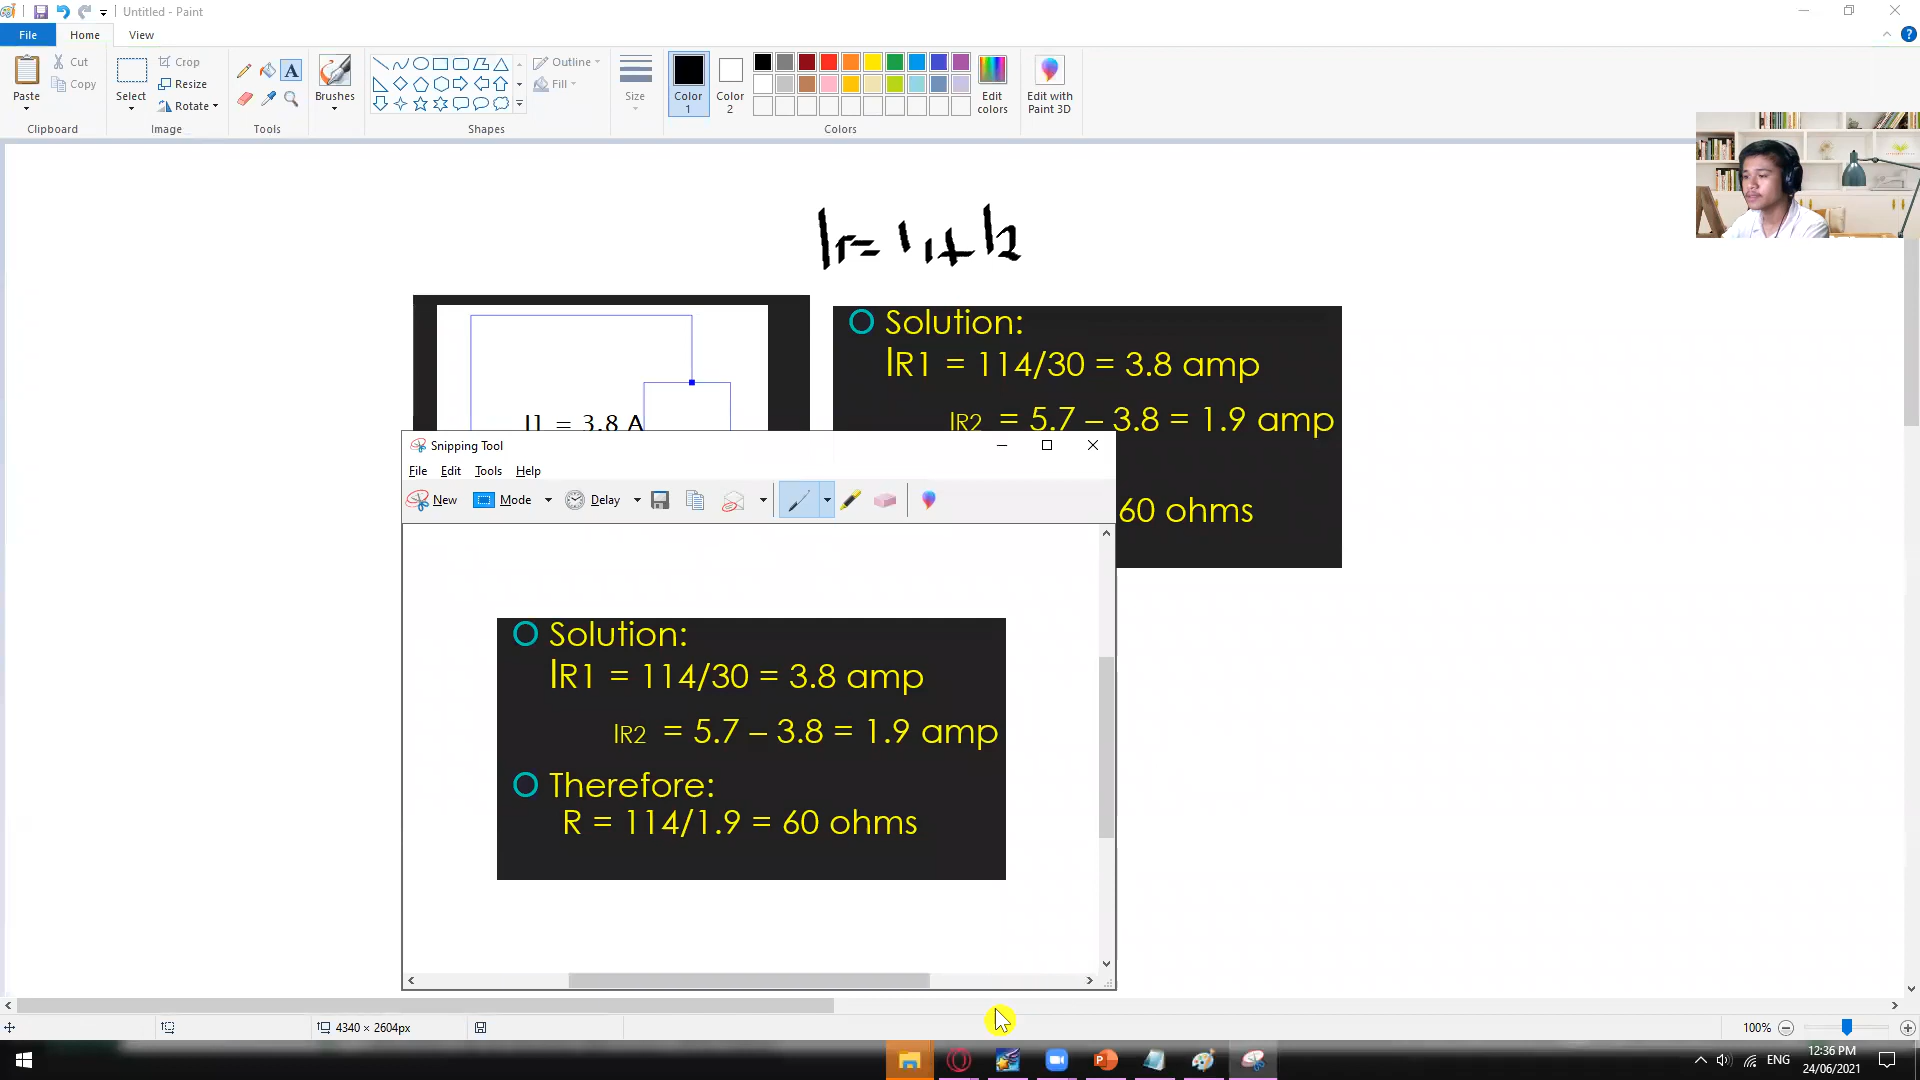 Untitled - Paint
File Home View
Paste
Cut
Copy
Clipboard
Select
Crop
Resize
Rotate
Image
A
Tools
Brushes
Shapes
Outline
Fill
Size
Color 1
Color 2
Colors
Edit colors
Edit with Paint 3D
?
IT= I1+I2
I1 = 3.8 A
Solution:
IR1 = 114/30 = 3.8 amp
IR2 = 5.7 – 3.8 = 1.9 amp
60 ohms
Snipping Tool
File Edit Tools Help
New Mode Delay
Solution:
IR1 = 114/30 = 3.8 amp
IR2 = 5.7 – 3.8 = 1.9 amp
Therefore:
R = 114/1.9 = 60 ohms
4340 × 2604px
100%
ENG
12:36 PM
24/06/2021